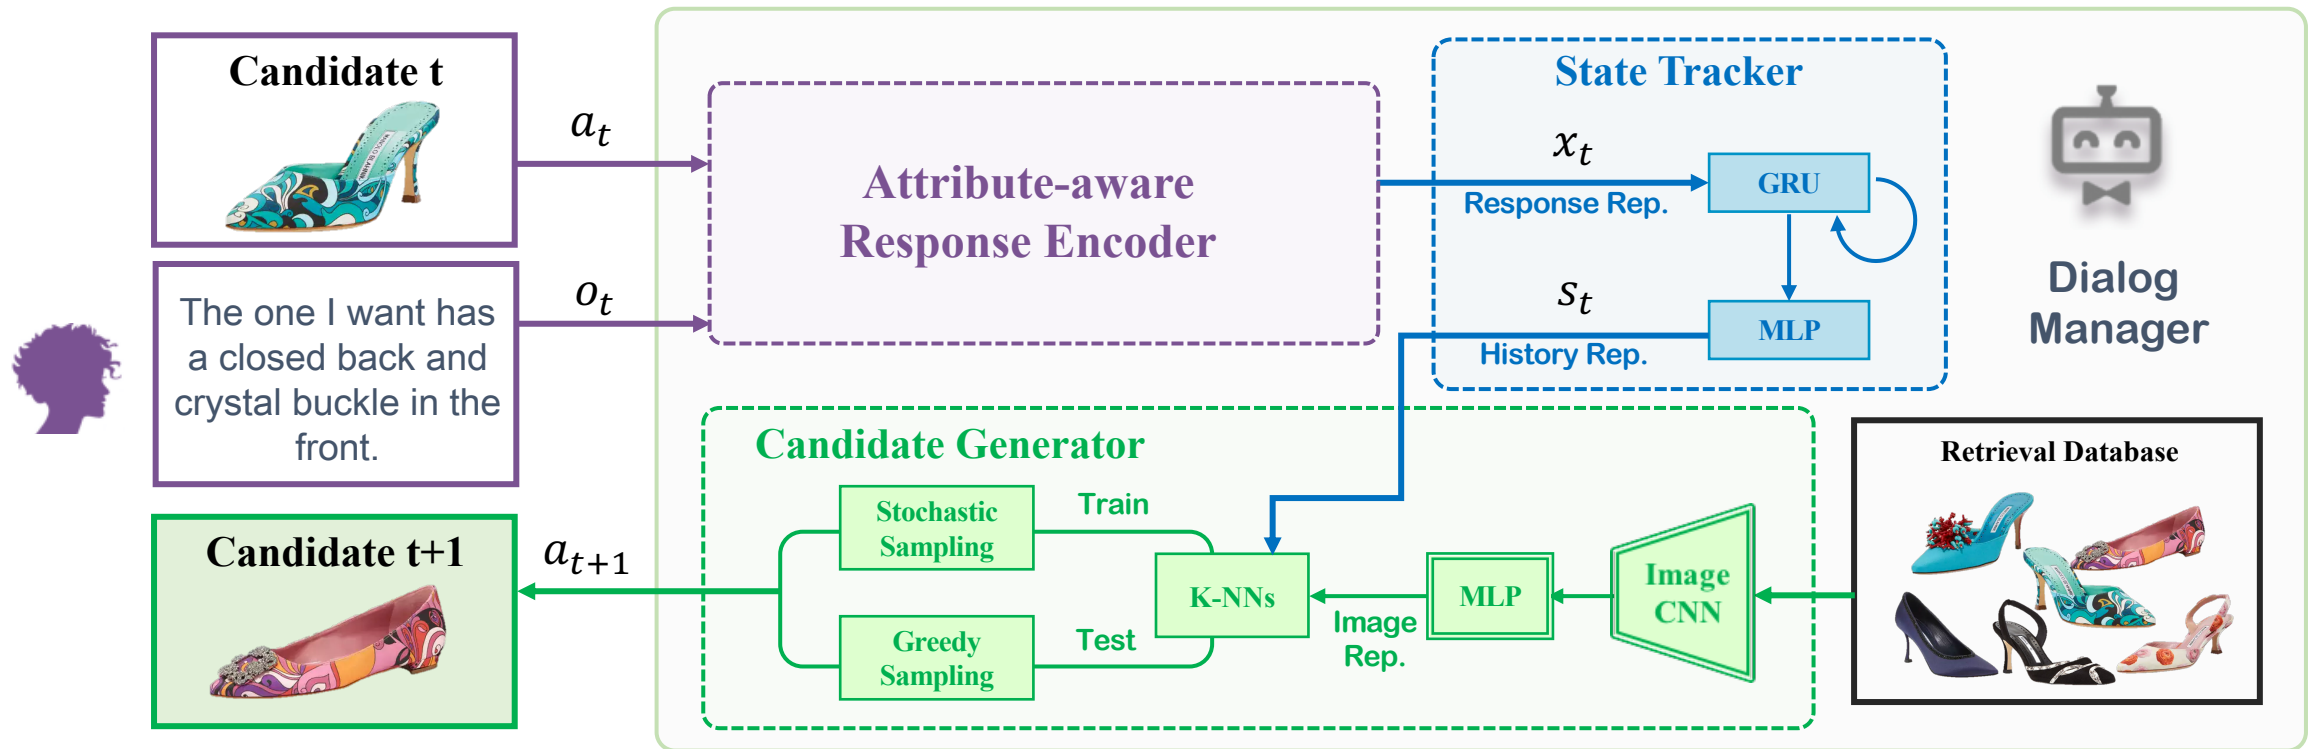 Candidate t
a_t
The one I want has
a closed back and
crystal buckle in the
front.
o_t
Attribute-aware
Response Encoder
State Tracker
x_t
Response Rep.
GRU
s_t
History Rep.
MLP
Dialog
Manager
Candidate t+1
a_{t+1}
Candidate Generator
Stochastic
Sampling
Train
Greedy
Sampling
Test
K-NNs
Image
Rep.
MLP
Image
CNN
Retrieval Database